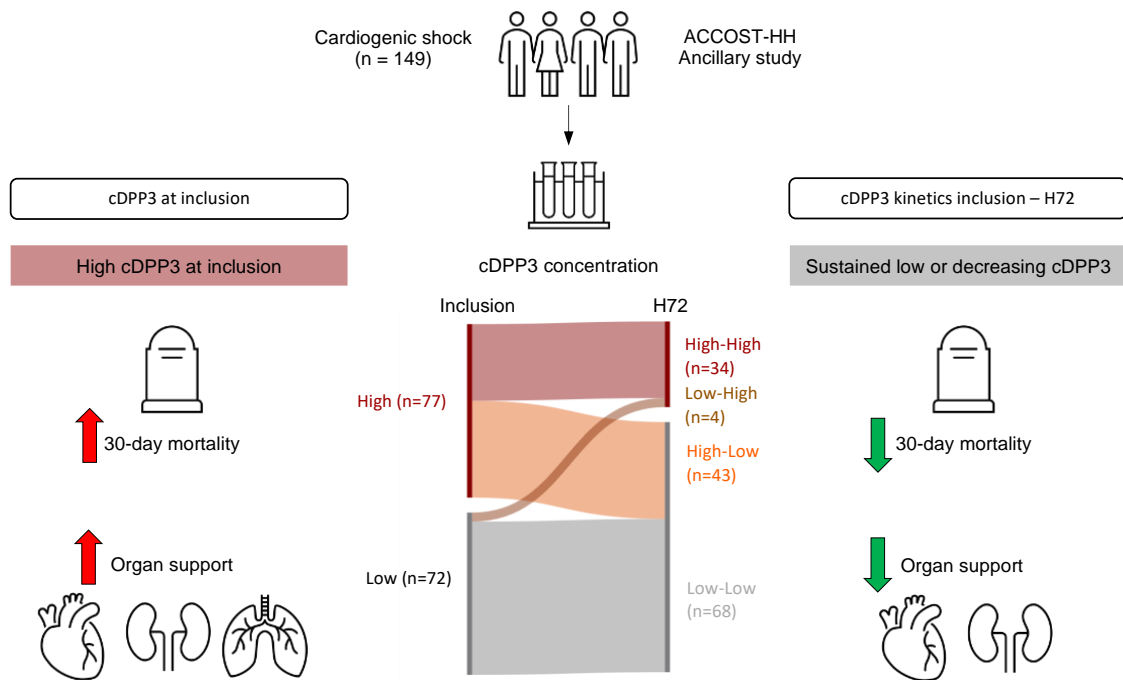 Cardiogenic shock
(n = 149)
ACCOST-HH
Ancillary study
cDPP3 at inclusion
High cDPP3 at inclusion
30-day mortality
Organ support
cDPP3 concentration
Inclusion
H72
High (n=77)
Low (n=72)
High-High
(n=34)
Low-High
(n=4)
High-Low
(n=43)
Low-Low
(n=68)
cDPP3 kinetics inclusion – H72
Sustained low or decreasing cDPP3
30-day mortality
Organ support